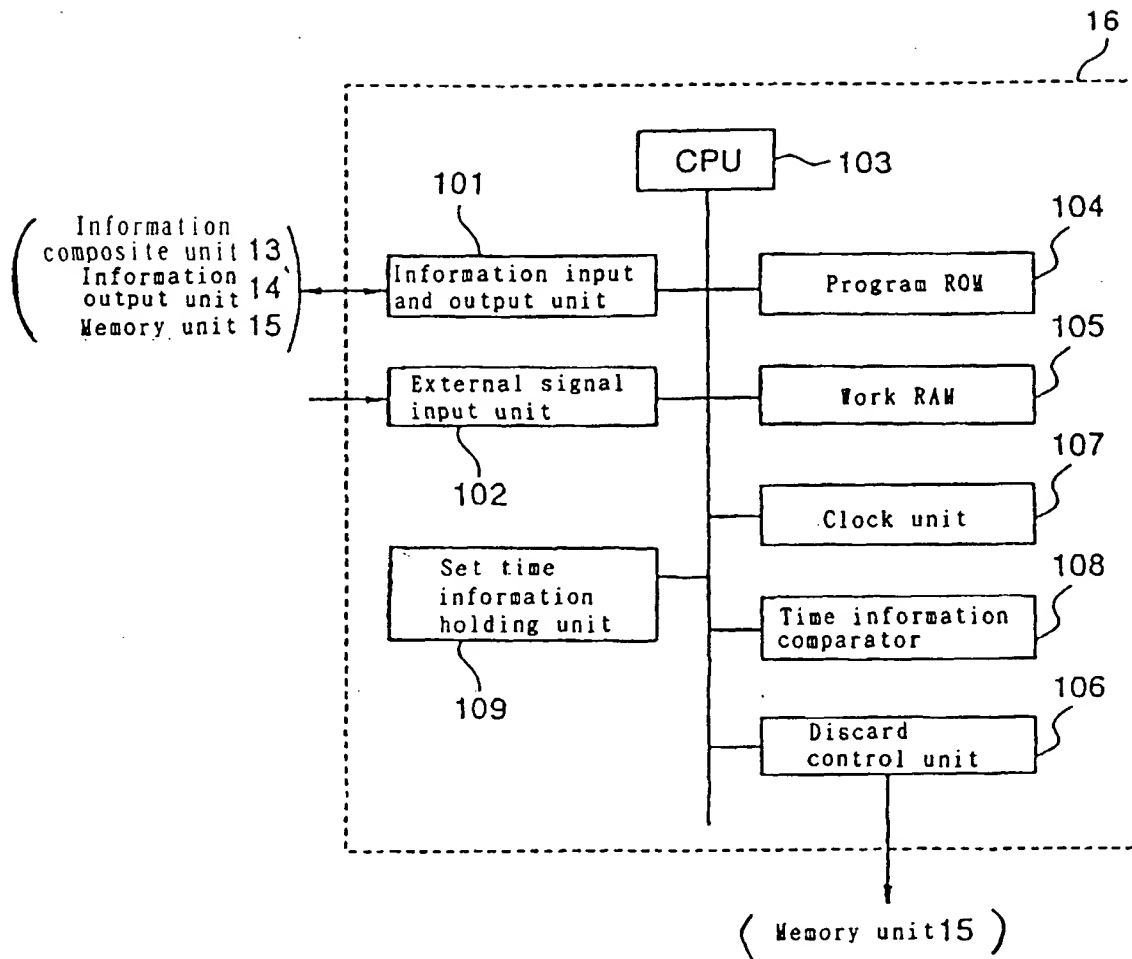 16
CPU
103
101
Information
composite unit 13
Information
output unit 14
Memory unit 15
Information input
and output unit
104
Program ROM
105
External signal
input unit
Work RAM
102
107
Clock unit
Set time
information
holding unit
108
Time information
comparator
109
106
Discard
control unit
Memory unit 15